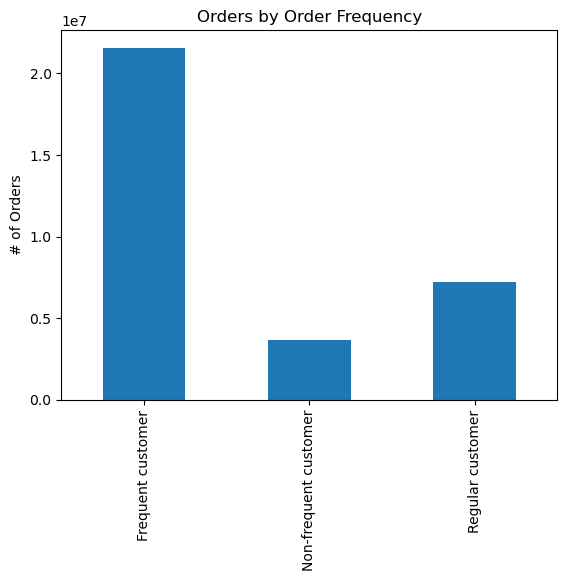 Orders by Order Frequency
1e7
2.0
1.5
1.0
0.5
0.0
# of Orders
Frequent customer
Non-frequent customer
Regular customer